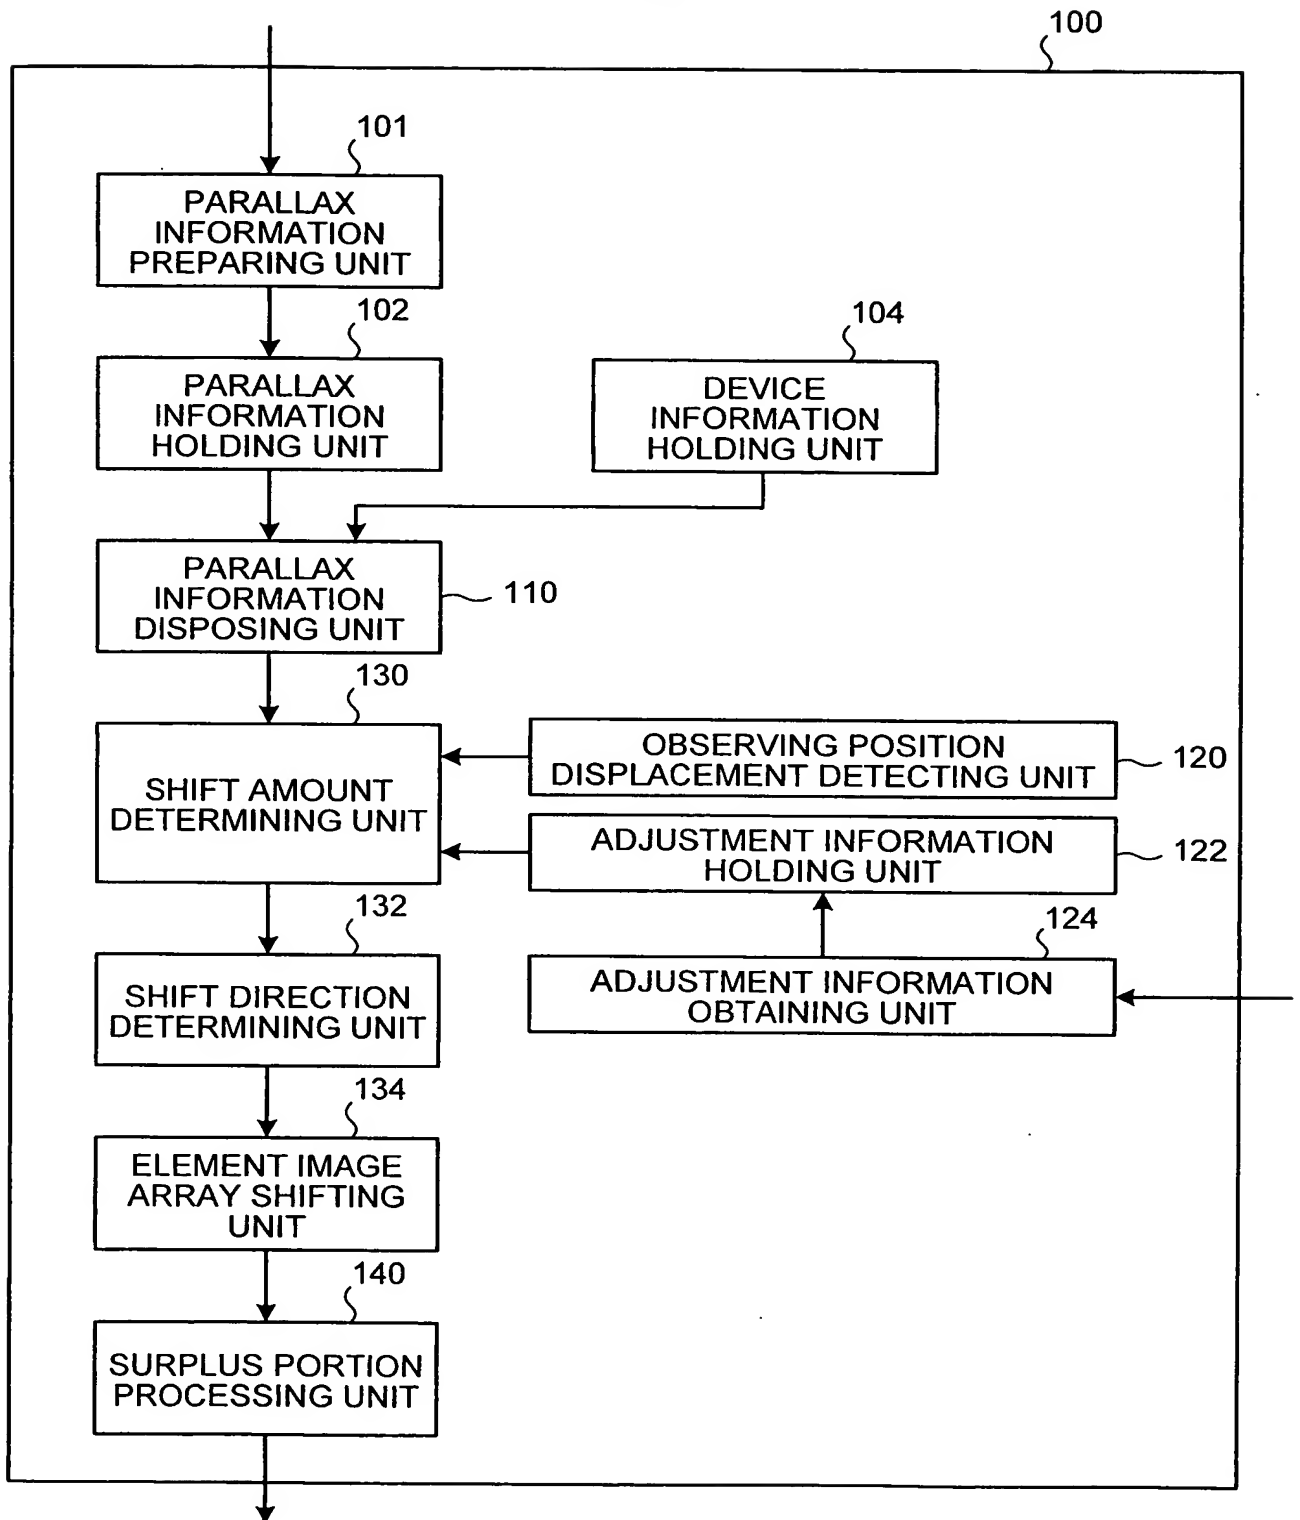 100
101
PARALLAX
INFORMATION
PREPARING UNIT
102
PARALLAX
INFORMATION
HOLDING UNIT
104
DEVICE
INFORMATION
HOLDING UNIT
PARALLAX
INFORMATION
DISPOSING UNIT
110
130
SHIFT AMOUNT
DETERMINING UNIT
OBSERVING POSITION
DISPLACEMENT DETECTING UNIT
120
ADJUSTMENT INFORMATION
HOLDING UNIT
122
132
SHIFT DIRECTION
DETERMINING UNIT
124
ADJUSTMENT INFORMATION
OBTAINING UNIT
134
ELEMENT IMAGE
ARRAY SHIFTING
UNIT
140
SURPLUS PORTION
PROCESSING UNIT